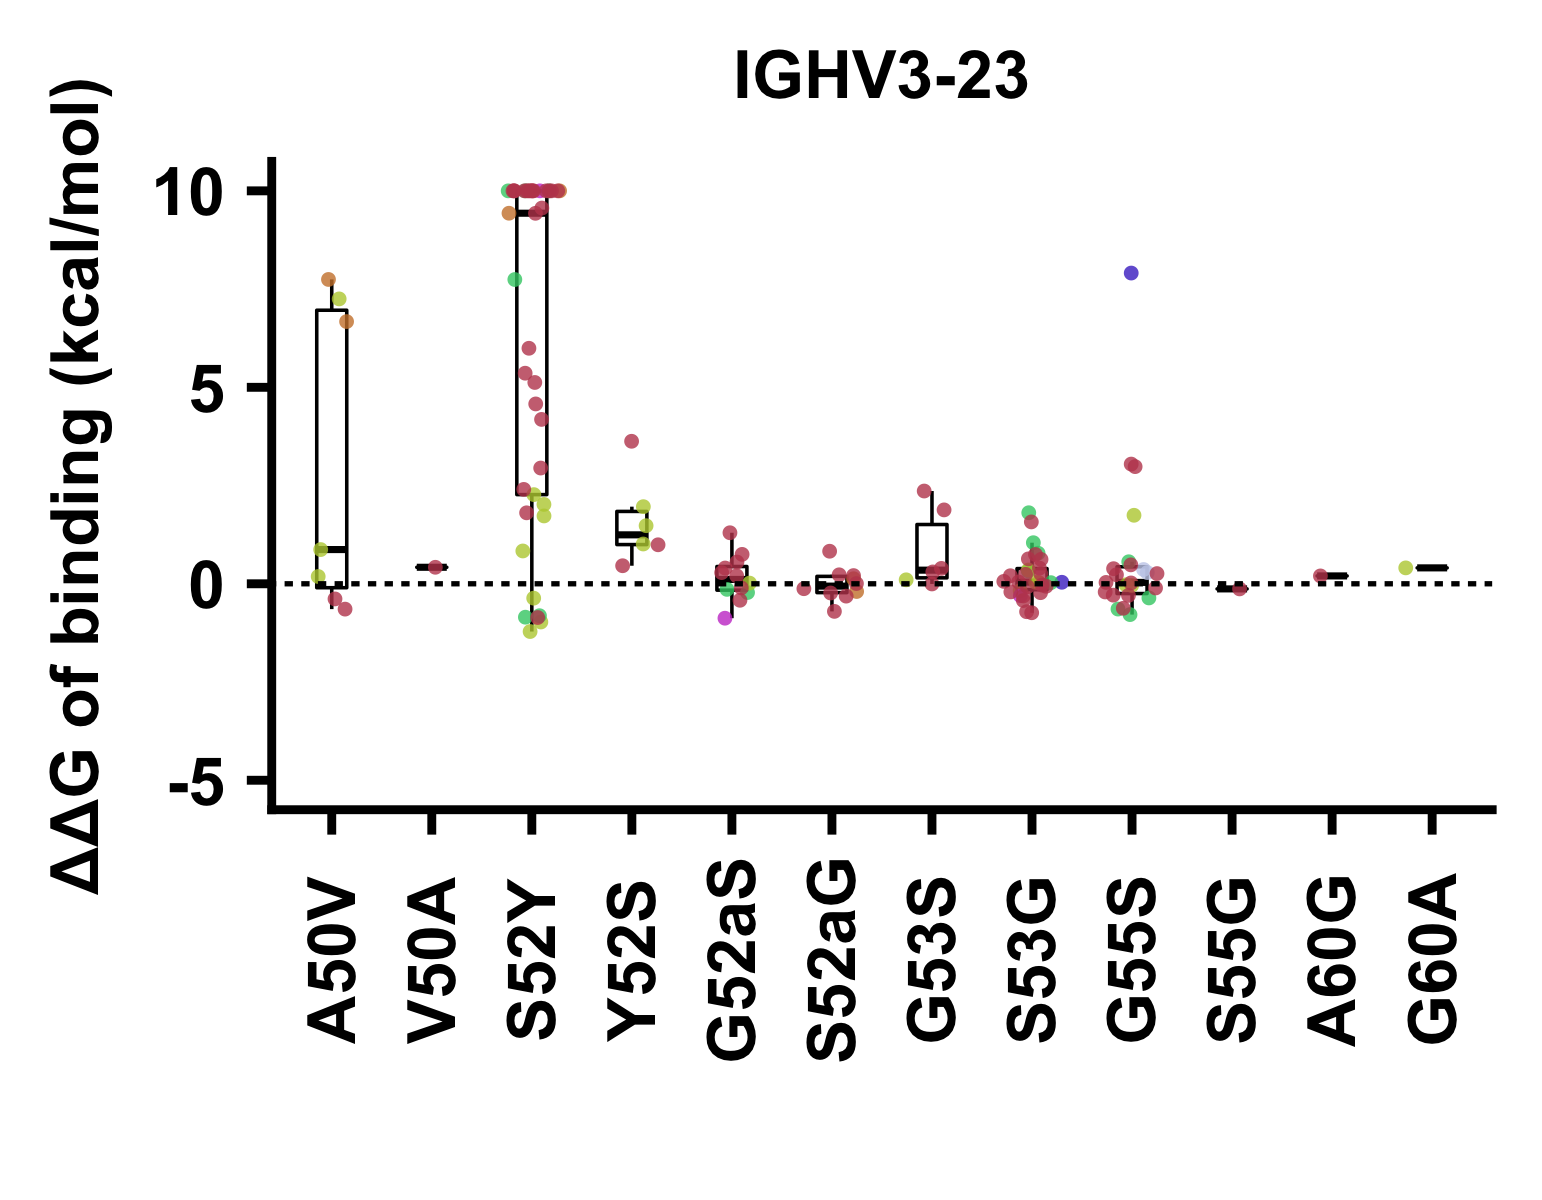 IGHV3-23
ΔΔG of binding (kcal/mol)
10
5
0
-5
A50V
V50A
S52Y
Y52S
G52aS
S52aG
G53S
S53G
G55S
S55G
A60G
G60A